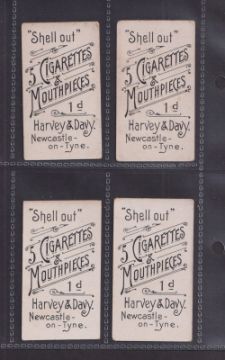 "Shell out"
5 CIGARETTES
&
MOUTHPIECES
1d
Harvey & Davy.
Newcastle-
-on-Tyne.
"Shell out"
5 CIGARETTES
&
MOUTHPIECES
1d
Harvey & Davy.
Newcastle-
-on-Tyne.
"Shell out"
5 CIGARETTES
&
MOUTHPIECES
1d
Harvey & Davy.
Newcastle-
-on-Tyne.
"Shell out"
5 CIGARETTES
&
MOUTHPIECES
1d
Harvey & Davy.
Newcastle-
-on-Tyne.